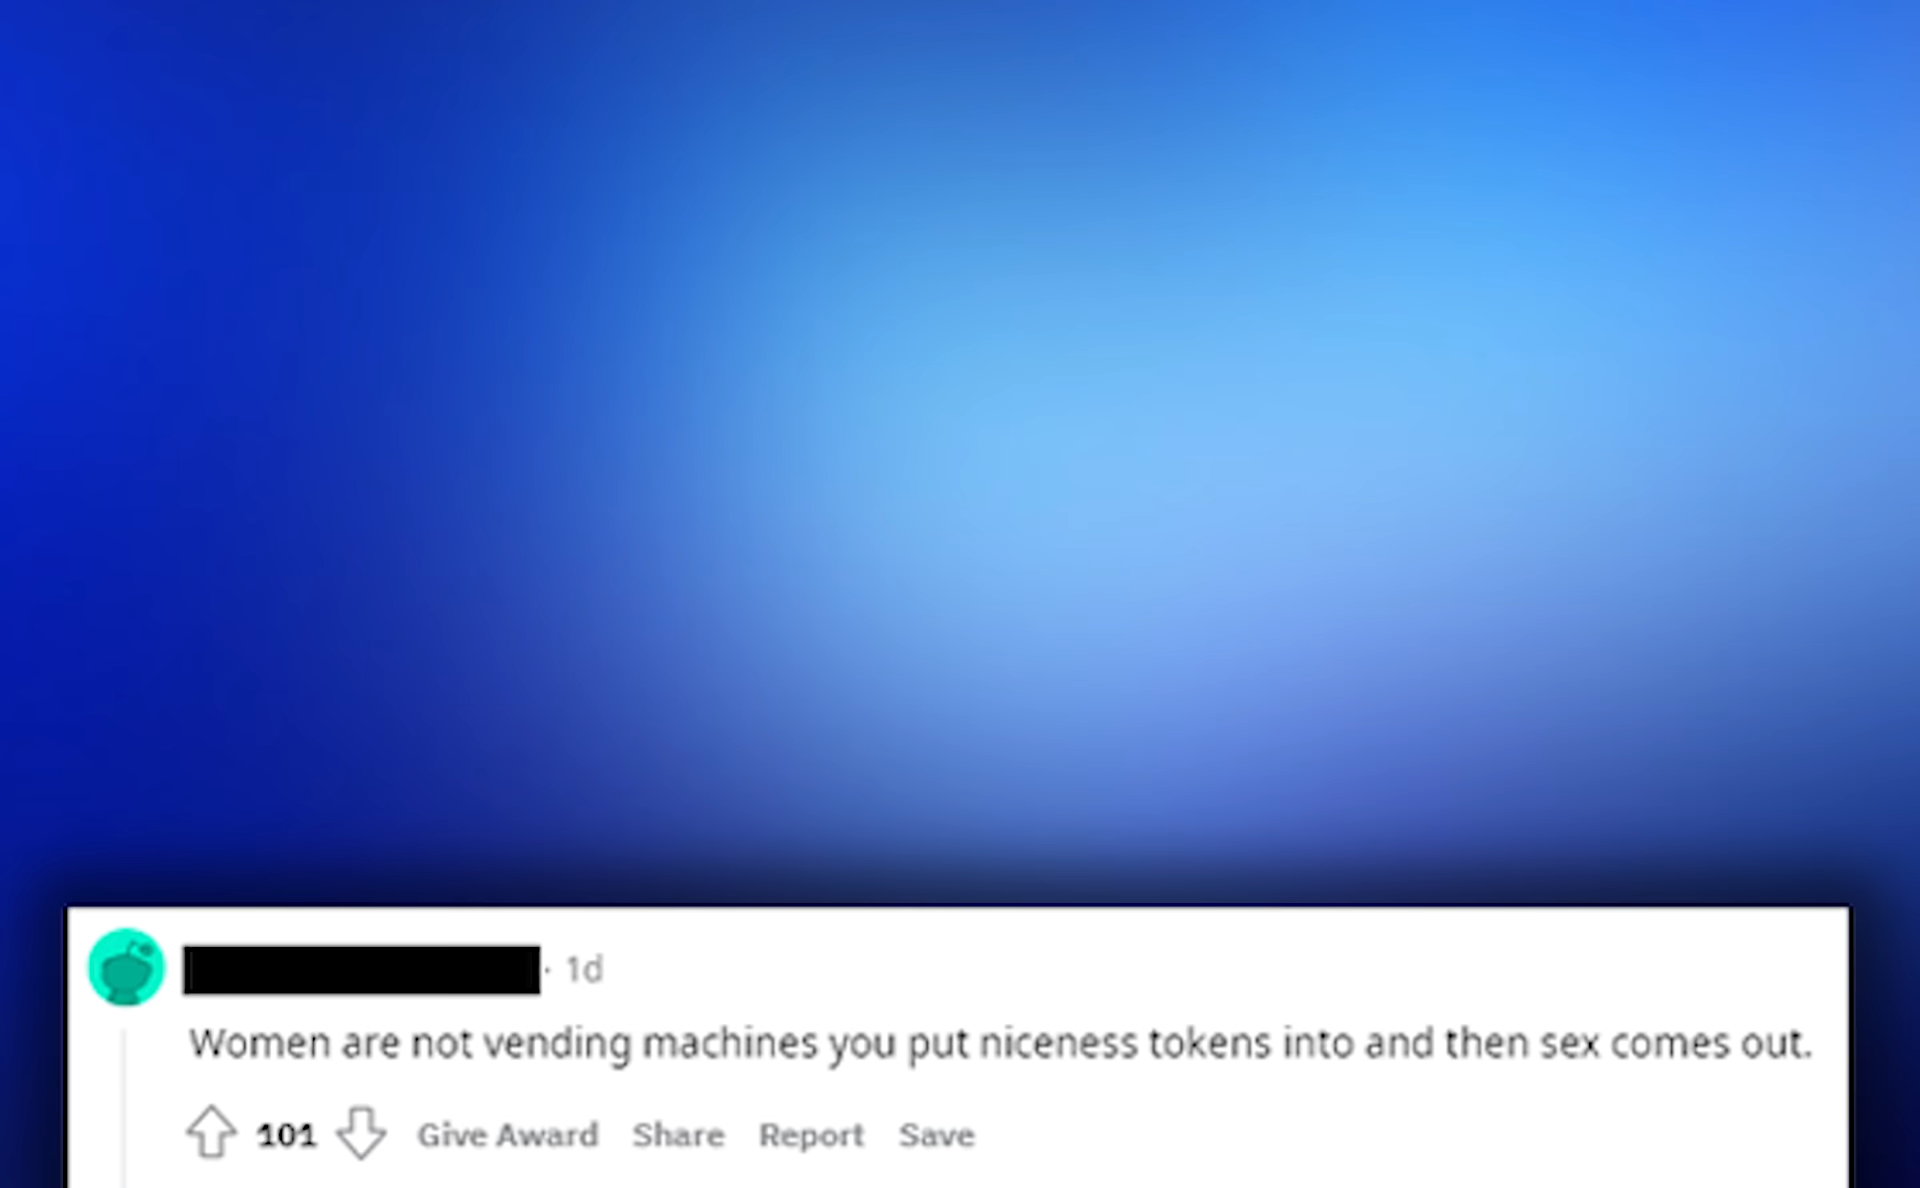 · 1d
Women are not vending machines you put niceness tokens into and then sex comes out.
101 Give Award Share Report Save